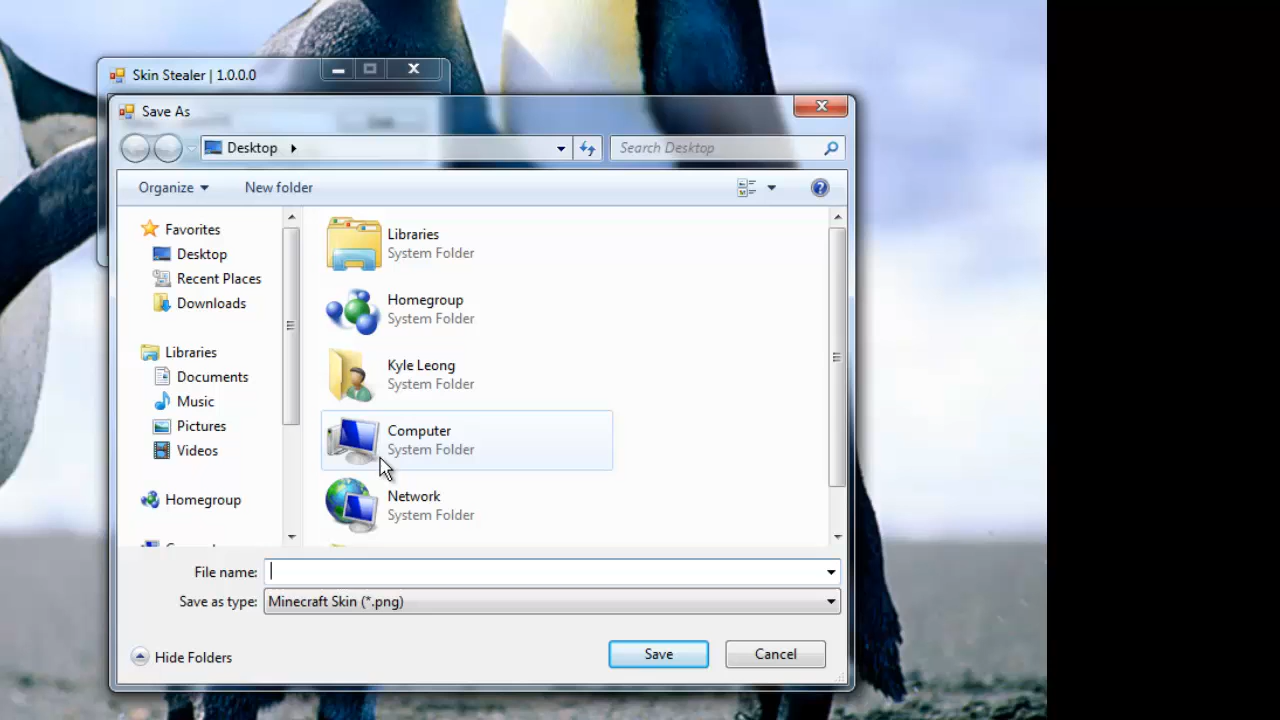 Skin Stealer | 1.0.0.0
Save As
Desktop
Search Desktop
Organize
New folder
Favorites
Desktop
Recent Places
Downloads
Libraries
Documents
Music
Pictures
Videos
Homegroup
Libraries
System Folder
Homegroup
System Folder
Kyle Leong
System Folder
Computer
System Folder
Network
System Folder
File name:
Save as type: Minecraft Skin (*.png)
Hide Folders
Save
Cancel